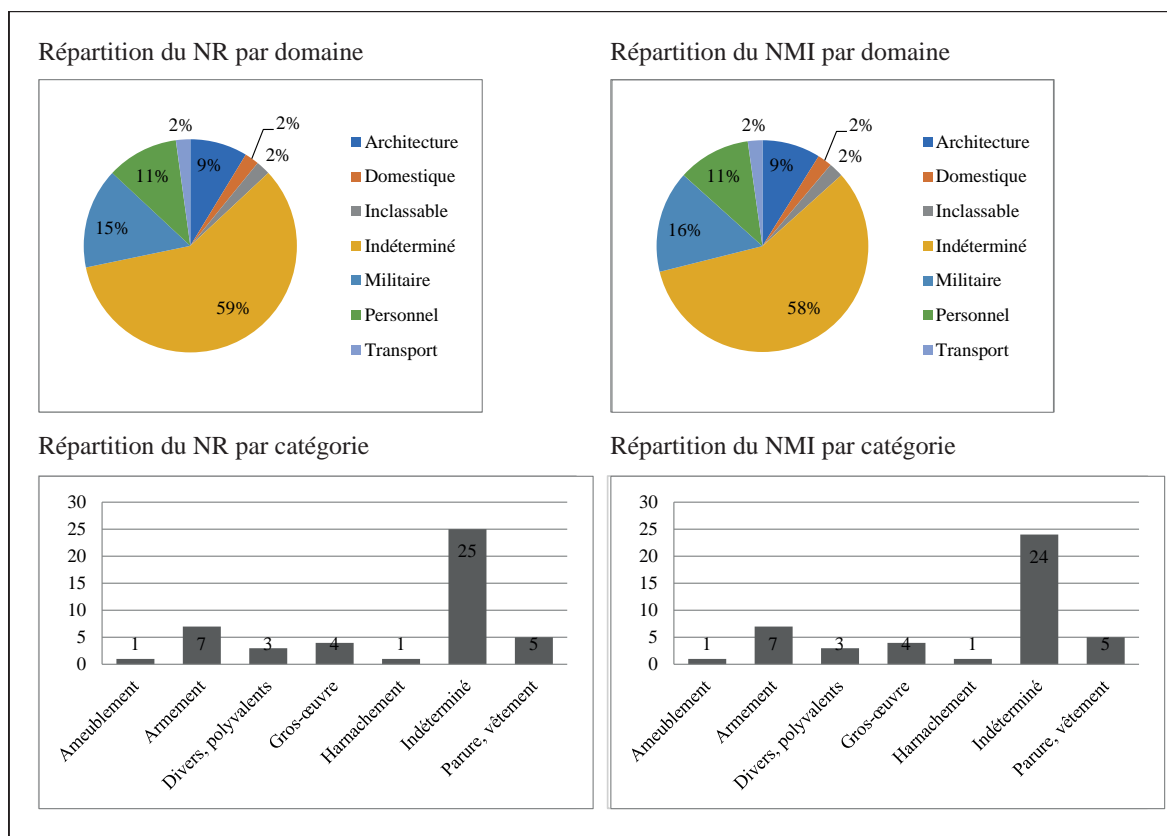 Répartition du NR par domaine
2%
2%
9%
2%
11%
15%
59%
Architecture
Domestique
Inclassable
Indéterminé
Militaire
Personnel
Transport
Répartition du NMI par domaine
2%
2%
9%
2%
11%
16%
58%
Architecture
Domestique
Inclassable
Indéterminé
Militaire
Personnel
Transport
Répartition du NR par catégorie
30
25
20
15
10
5
0
1
7
3
4
1
25
5
Ameublement
Armement
Divers, polyvalents
Gros-œuvre
Harnachement
Indéterminé
Parure, vêtement
Répartition du NMI par catégorie
30
25
20
15
10
5
0
1
7
3
4
1
24
5
Ameublement
Armement
Divers, polyvalents
Gros-œuvre
Harnachement
Indéterminé
Parure, vêtement